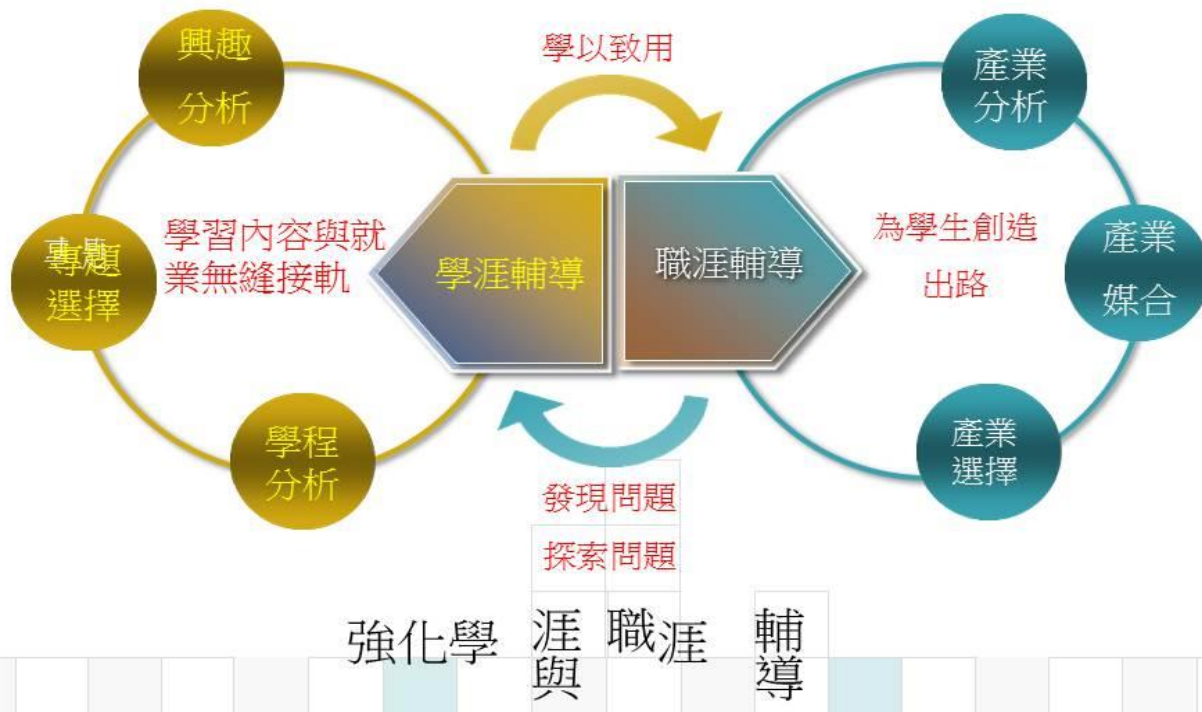 興趣
分析
學以致用
產業
分析
專題
選擇
學習內容與就
業無縫接軌
學涯輔導
職涯輔導
為學生創造
出路
產業
媒合
學程
分析
產業
選擇
發現問題
探索問題
強化學涯與職涯輔導